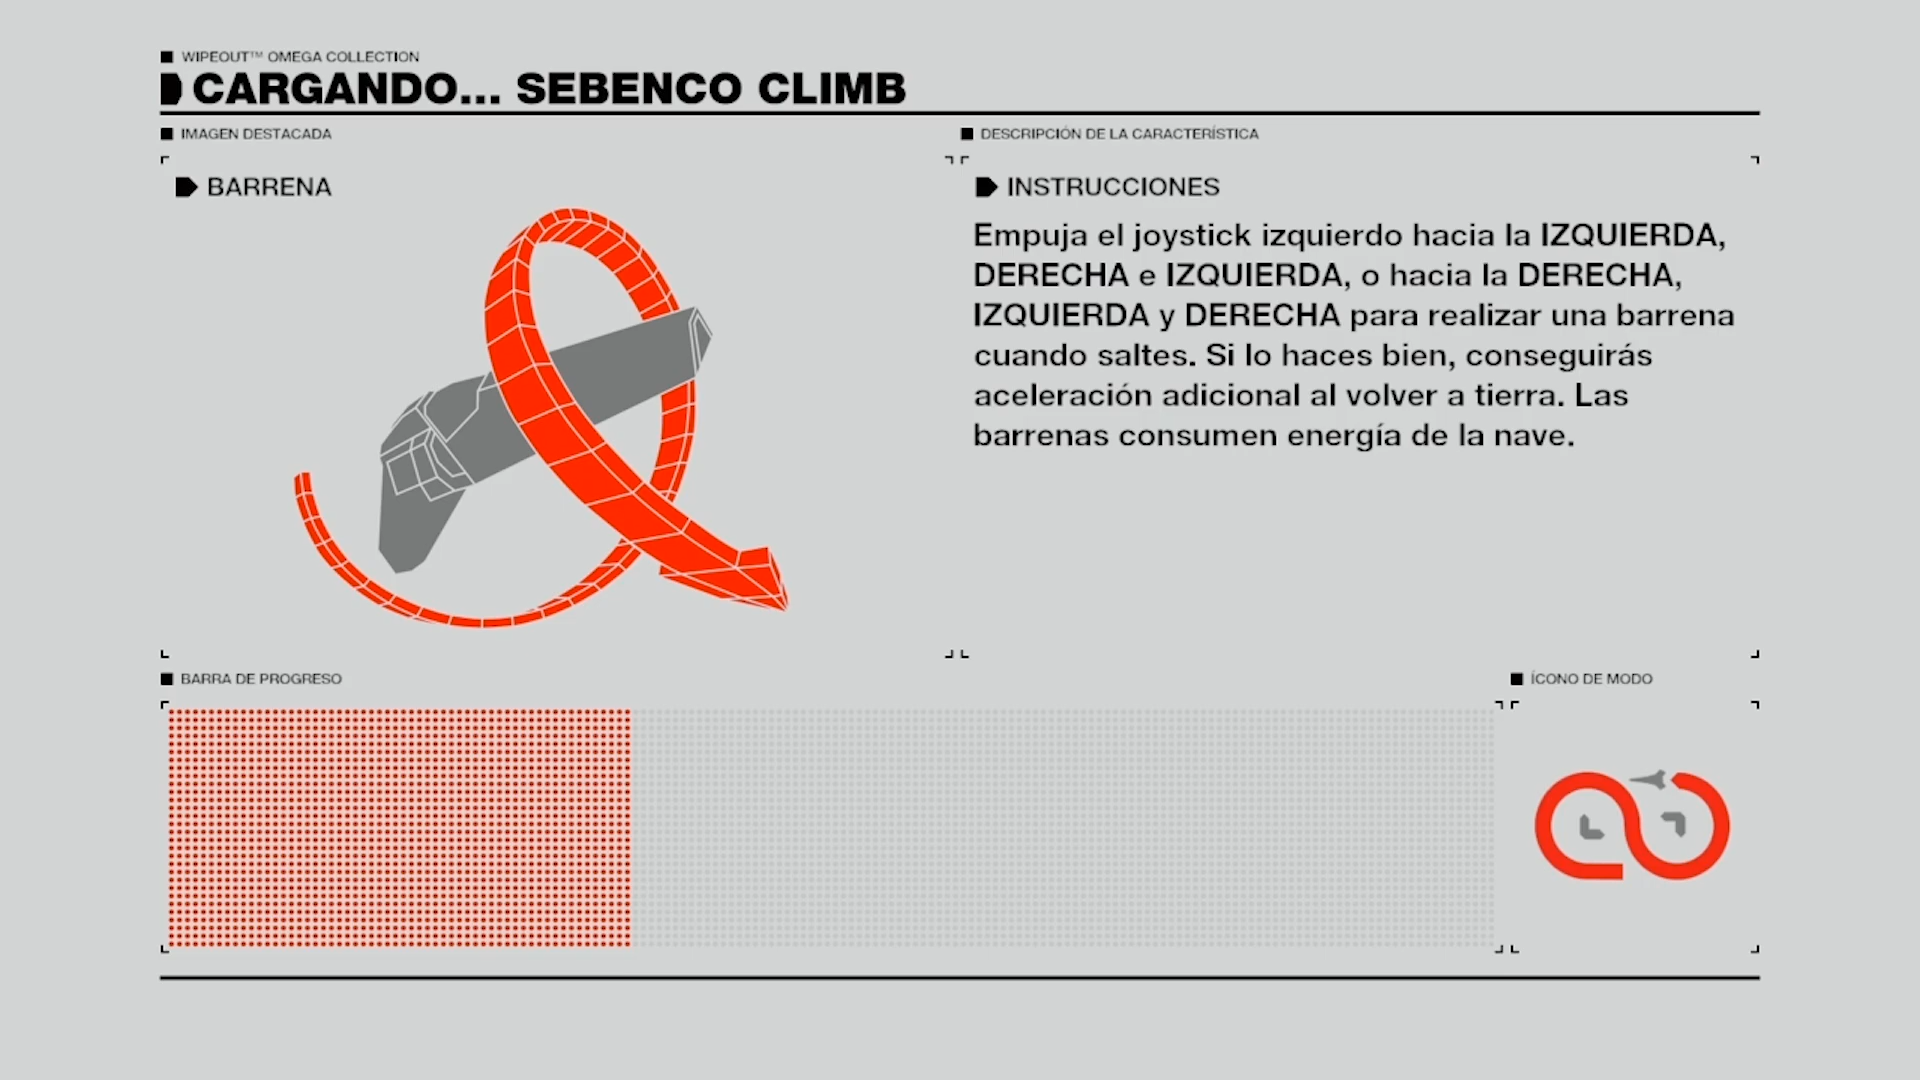 WIPEOUT™ OMEGA COLLECTION
CARGANDO... SEBENCO CLIMB
IMAGEN DESTACADA
BARRENA
DESCRIPCIÓN DE LA CARACTERÍSTICA
INSTRUCCIONES
Empuja el joystick izquierdo hacia la IZQUIERDA,
DERECHA e IZQUIERDA, o hacia la DERECHA,
IZQUIERDA y DERECHA para realizar una barrena
cuando saltes. Si lo haces bien, conseguirás
aceleración adicional al volver a tierra. Las
barrenas consumen energía de la nave.
BARRA DE PROGRESO
ÍCONO DE MODO